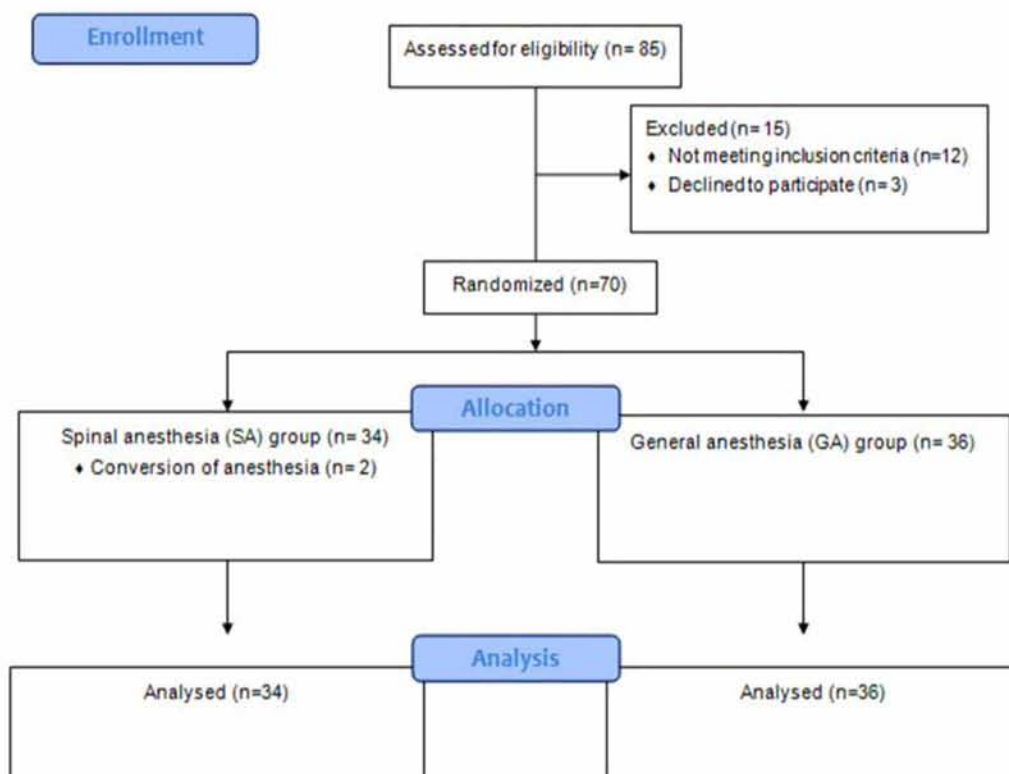 Enrollment
Assessed for eligibility (n= 85)
Excluded (n= 15)
♦ Not meeting inclusion criteria (n=12)
♦ Declined to participate (n= 3)
Randomized (n=70)
Allocation
Spinal anesthesia (SA) group (n= 34)
♦ Conversion of anesthesia (n= 2)
General anesthesia (GA) group (n= 36)
Analysis
Analysed (n=34)
Analysed (n=36)